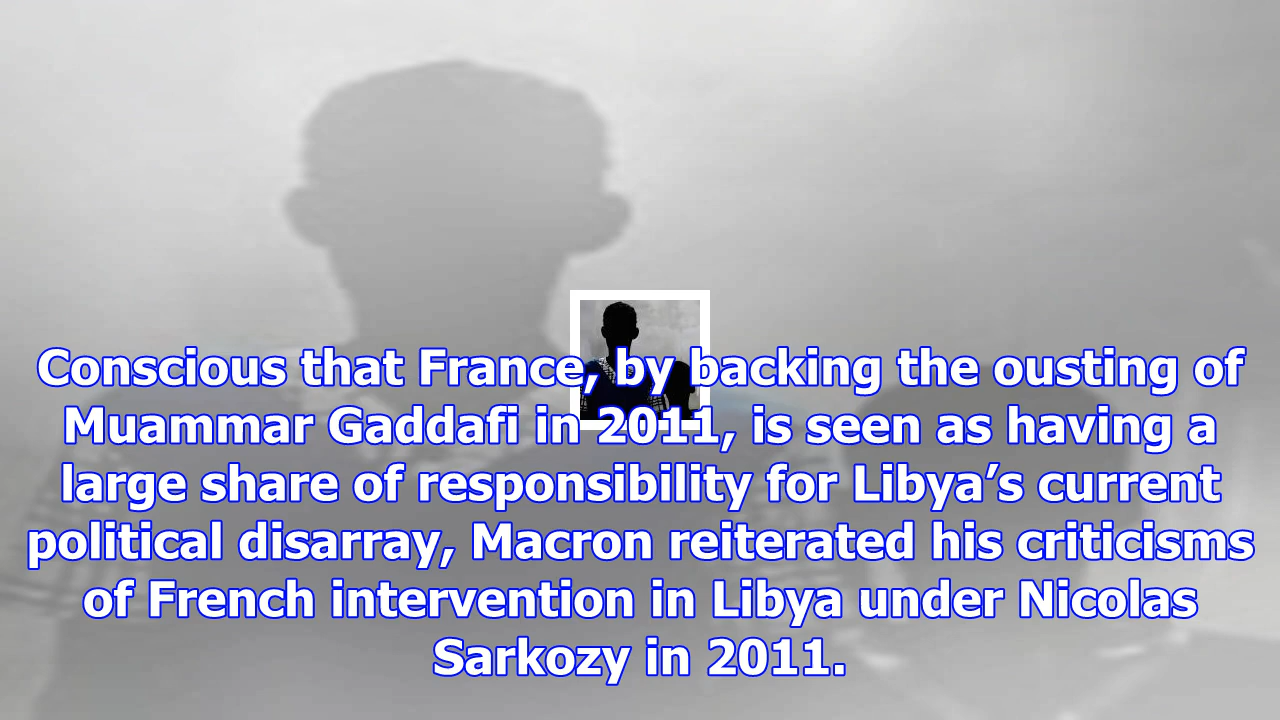 Conscious that France, by backing the ousting of
Muammar Gaddafi in 2011, is seen as having a
large share of responsibility for Libya’s current
political disarray, Macron reiterated his criticisms
of French intervention in Libya under Nicolas
Sarkozy in 2011.